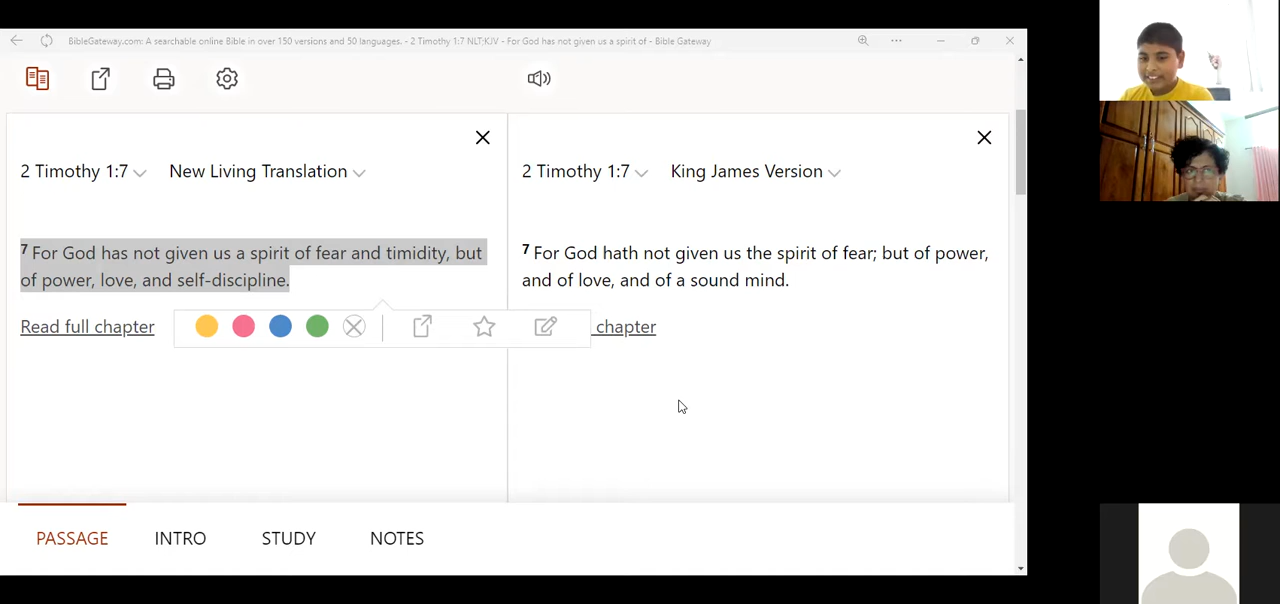 BibleGateway.com: A searchable online Bible in over 150 versions and 50 languages. - 2 Timothy 1:7 NLT;KJV - For God has not given us a spirit of - Bible Gateway
2 Timothy 1:7 New Living Translation
7 For God has not given us a spirit of fear and timidity, but
of power, love, and self-discipline.
Read full chapter
2 Timothy 1:7 King James Version
7 For God hath not given us the spirit of fear; but of power,
and of love, and of a sound mind.
chapter
PASSAGE INTRO STUDY NOTES